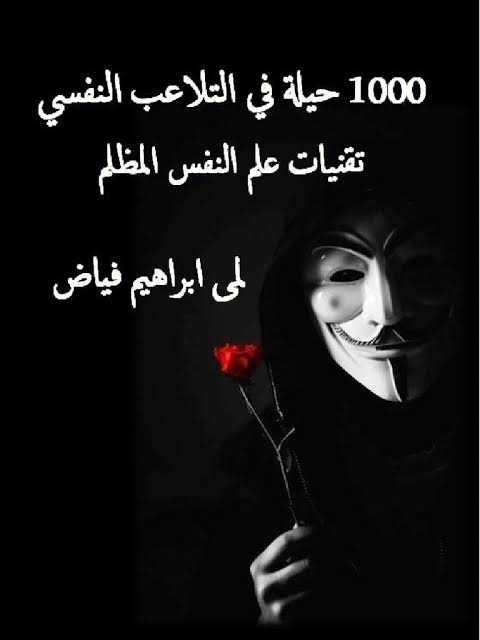 1000 حيلة في التلاعب النفسي
تقنيات علم النفس المظلم
لمى ابراهيم فياض